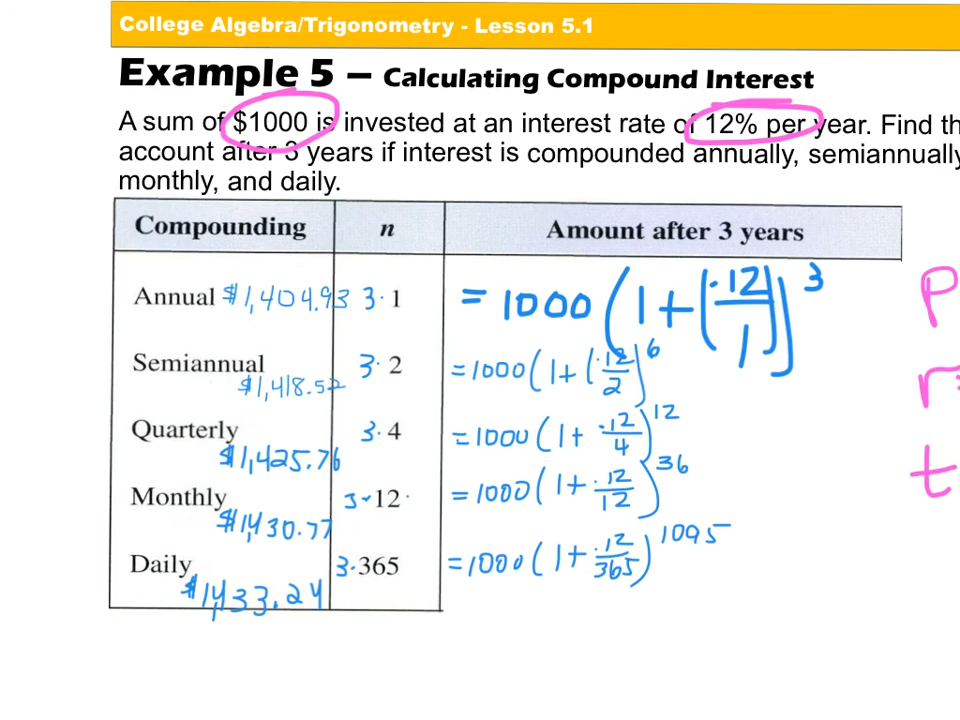 College Algebra/Trigonometry - Lesson 5.1
Example 5 – Calculating Compound Interest
A sum of $1000 is invested at an interest rate of 12% per year. Find th
account after 3 years if interest is compounded annually, semiannually
monthly, and daily.
Compounding n Amount after 3 years
Annual $1,404.93 3·1 = 1000 (1+(.12/1))^3
Semiannual 3·2 =1000(1+(.12/2)^6
$1,418.52
Quarterly 3·4 =1000(1+ .12/4)^12
$1,425.76
Monthly 3·12 =1000(1+ .12/12)^36
$1430.77
Daily 3·365 =1000(1+ .12/365)^1095
$1,433.24
P
r=
t